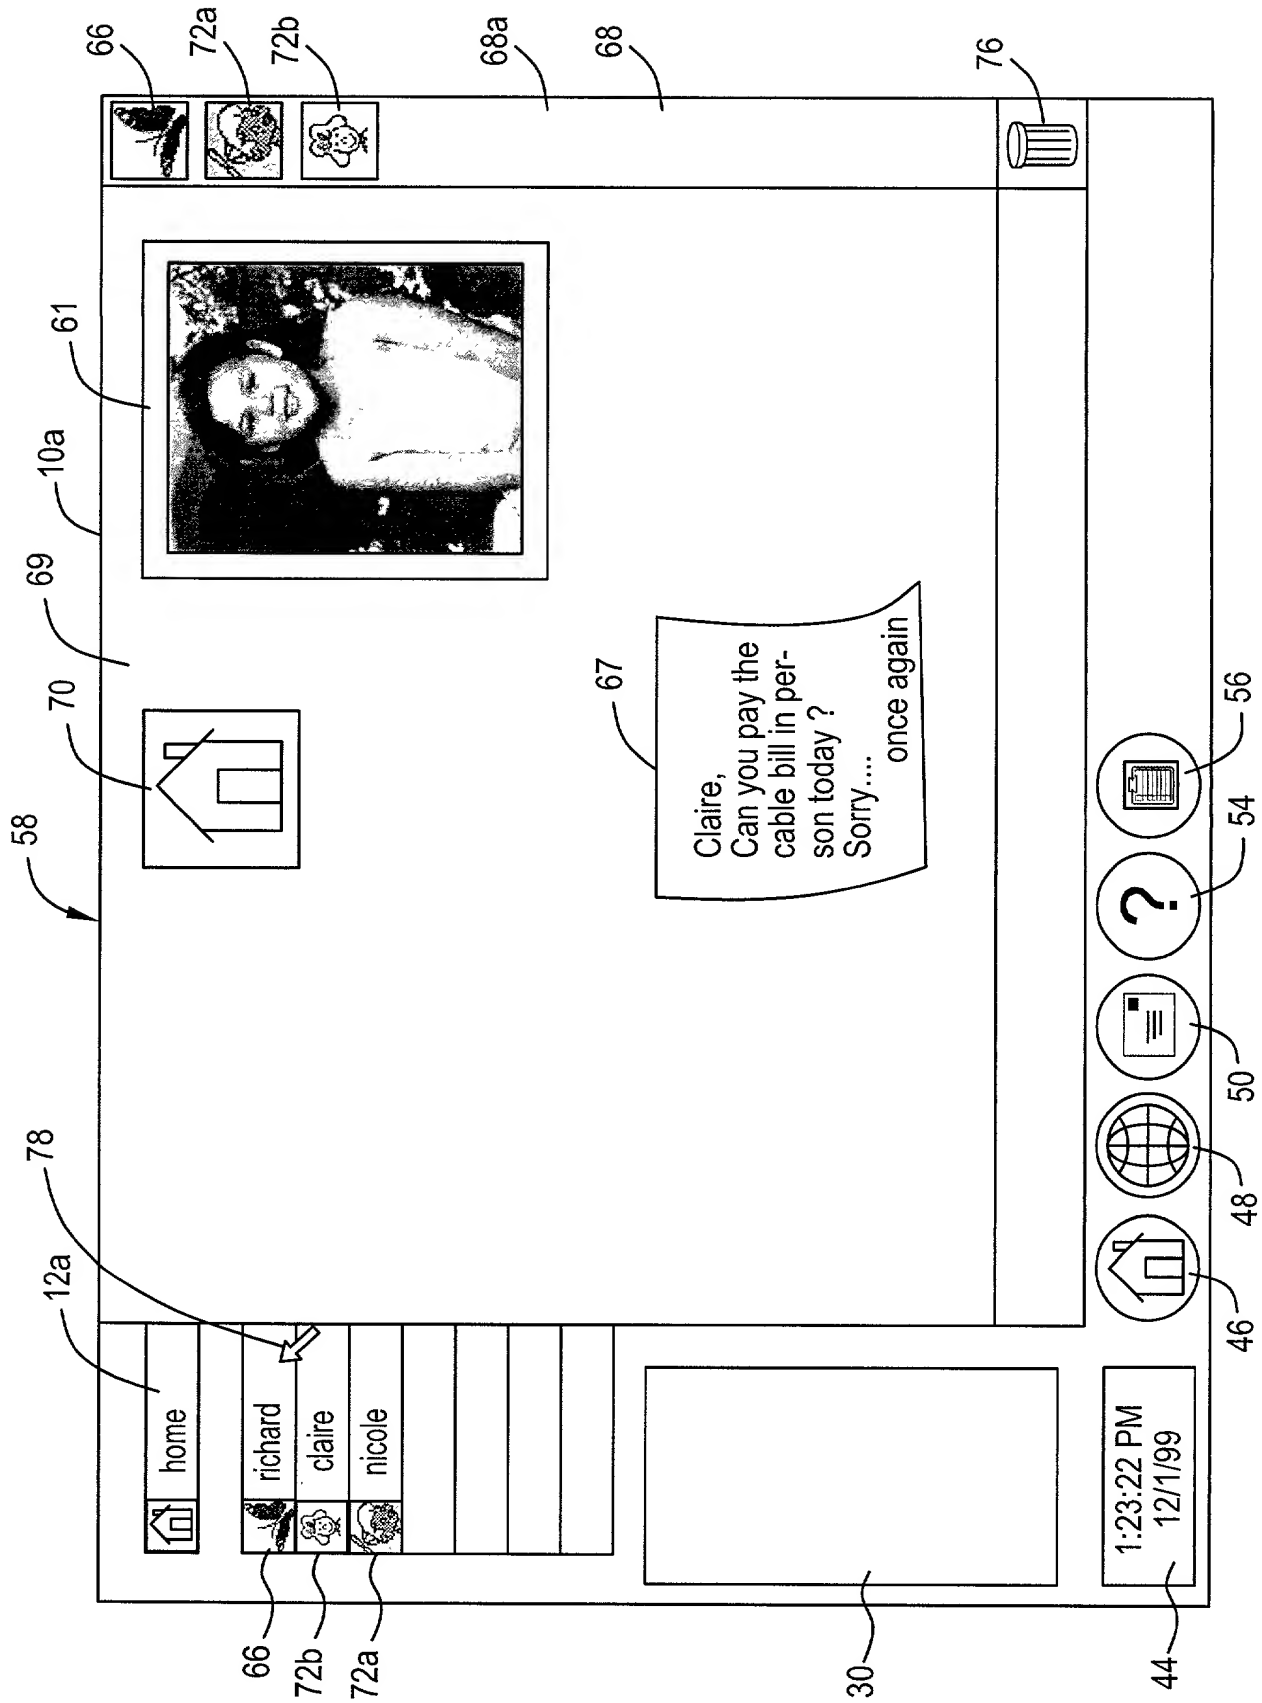 58
70
69
10a
61
66
72a
72b
68a
68
76
12a
78
home
richard
claire
nicole
66
72b
72a
67
Claire,
Can you pay the
cable bill in per-
son today ?
Sorry....
once again
30
44
1:23:22 PM
12/1/99
46
48
50
?
54
56